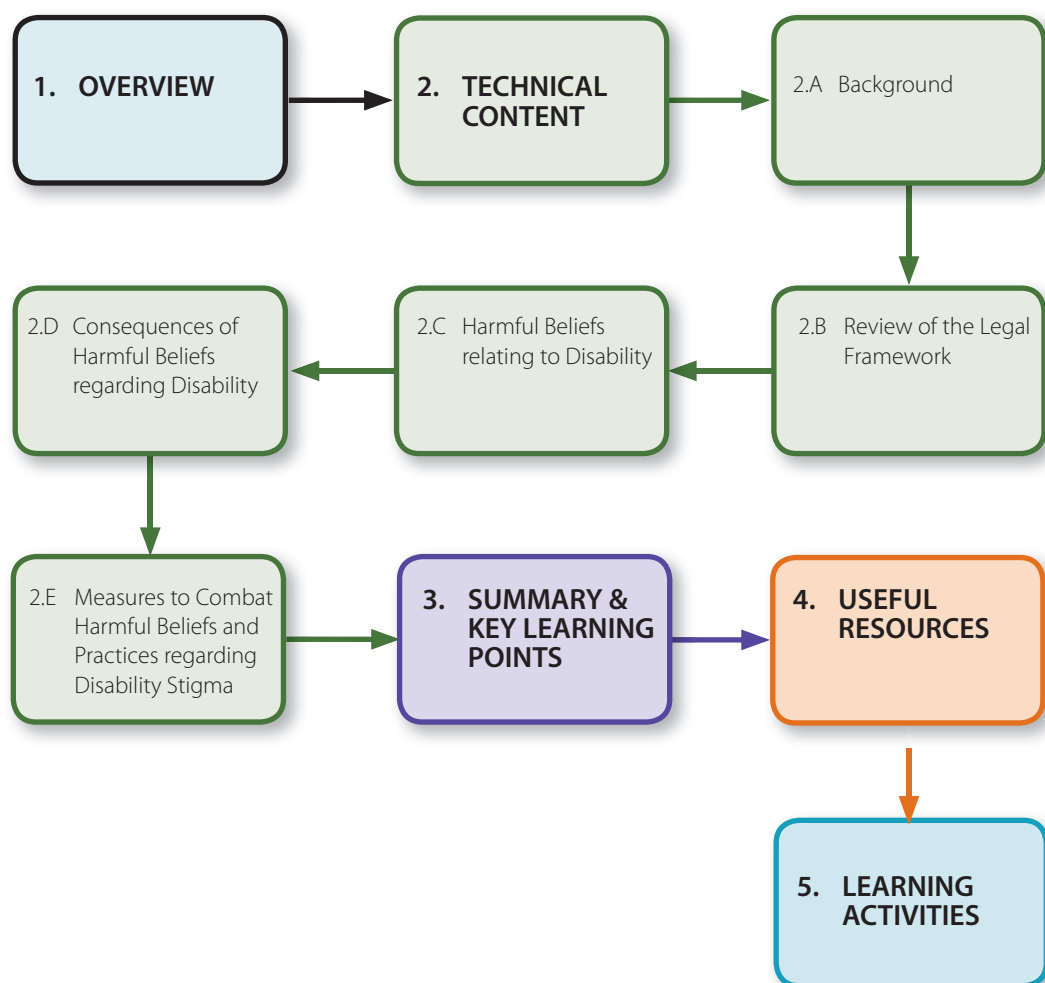 1. OVERVIEW
2. TECHNICAL
CONTENT
2.A Background
2.B Review of the Legal
Framework
2.C Harmful Beliefs
relating to Disability
2.D Consequences of
Harmful Beliefs
regarding Disability
2.E Measures to Combat
Harmful Beliefs and
Practices regarding
Disability Stigma
3. SUMMARY &
KEY LEARNING
POINTS
4. USEFUL
RESOURCES
5. LEARNING
ACTIVITIES